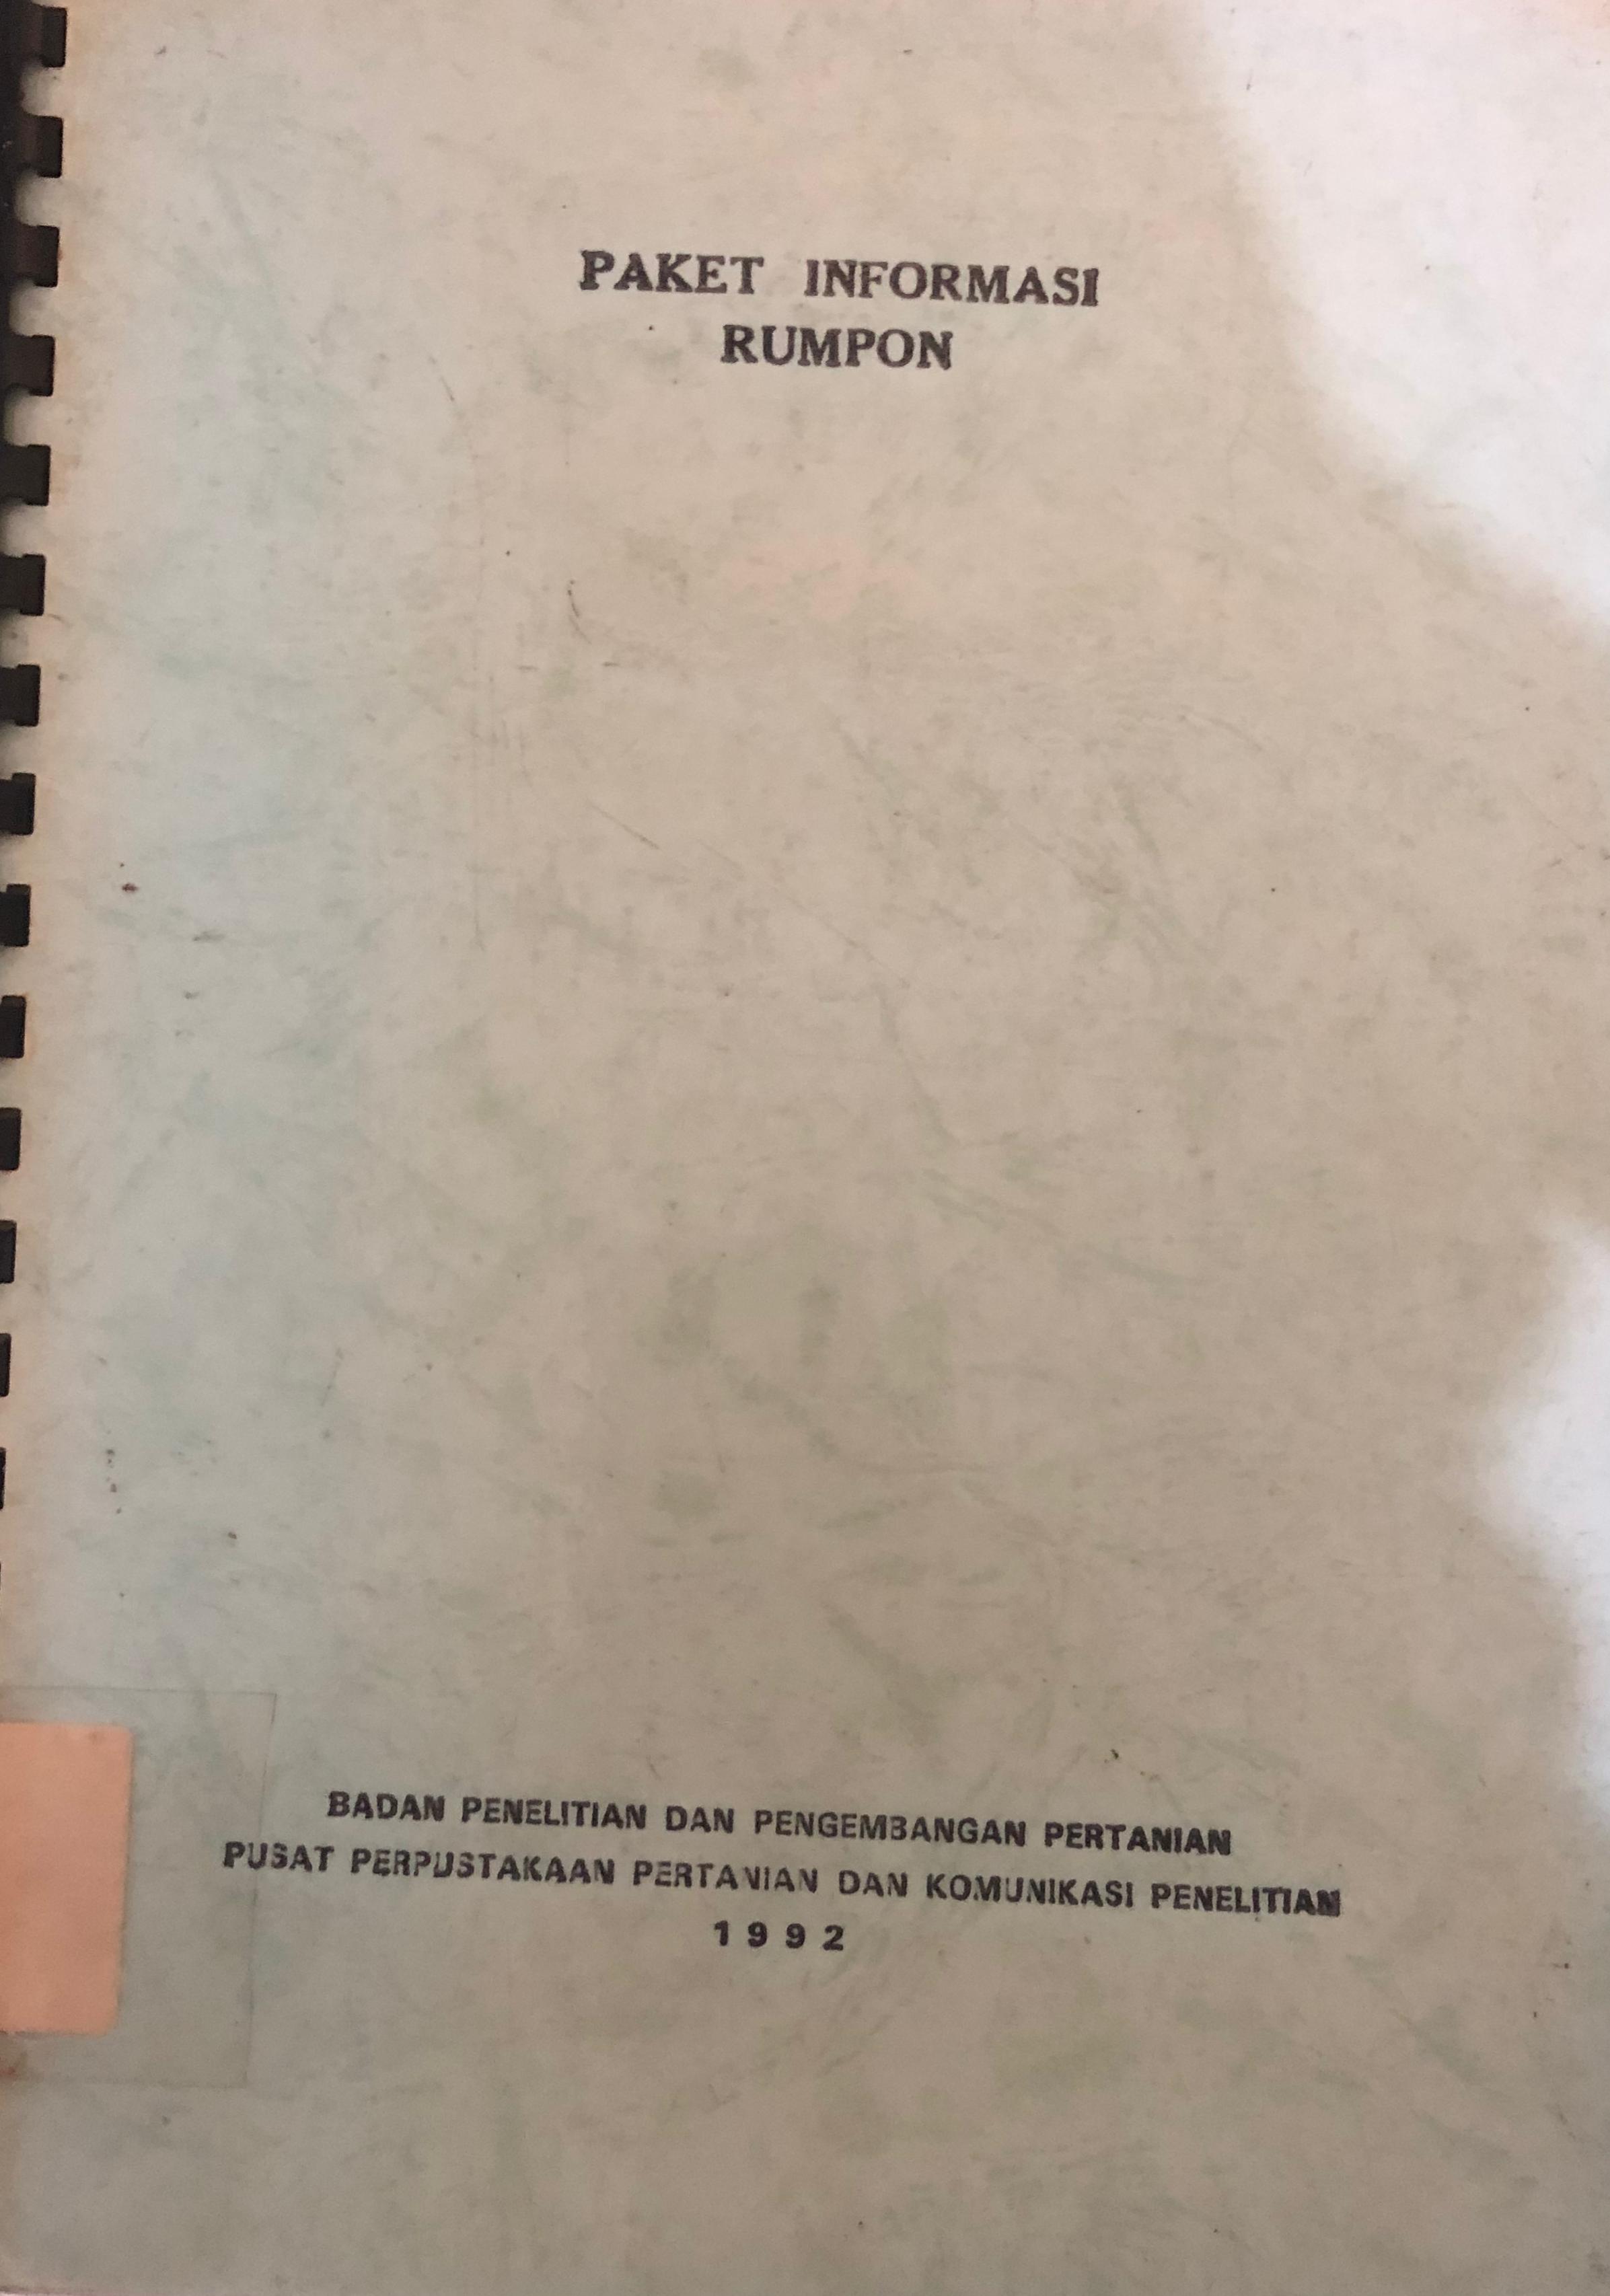 PAKET INFORMASI
RUMPON
BADAN PENELITIAN DAN PENGEMBANGAN PERTANIAN
PUSAT PERPUSTAKAAN PERTANIAN DAN KOMUNIKASI PENELITIAN
1992